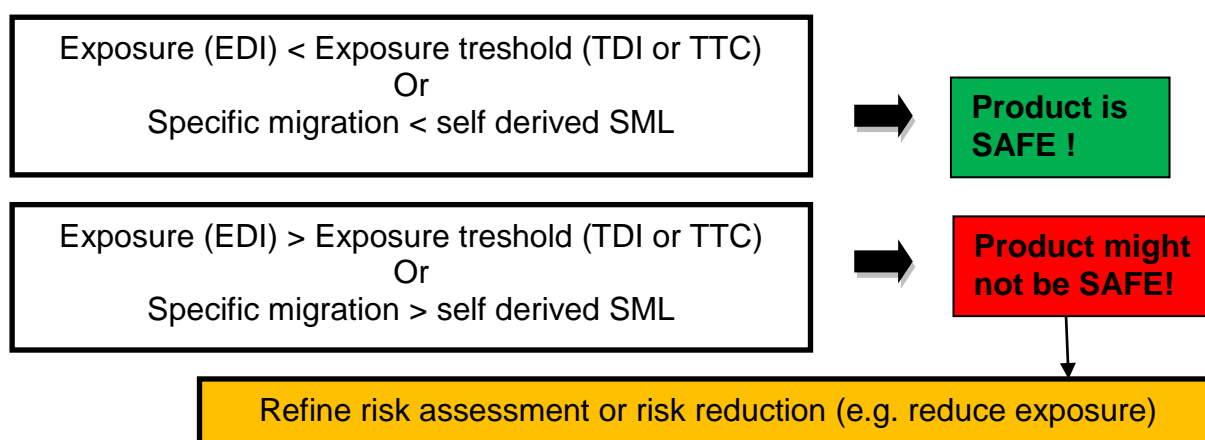 Exposure (EDI) < Exposure treshold (TDI or TTC)
Or
Specific migration < self derived SML
Product is
SAFE !
Exposure (EDI) > Exposure treshold (TDI or TTC)
Or
Specific migration > self derived SML
Product might
not be SAFE!
Refine risk assessment or risk reduction (e.g. reduce exposure)